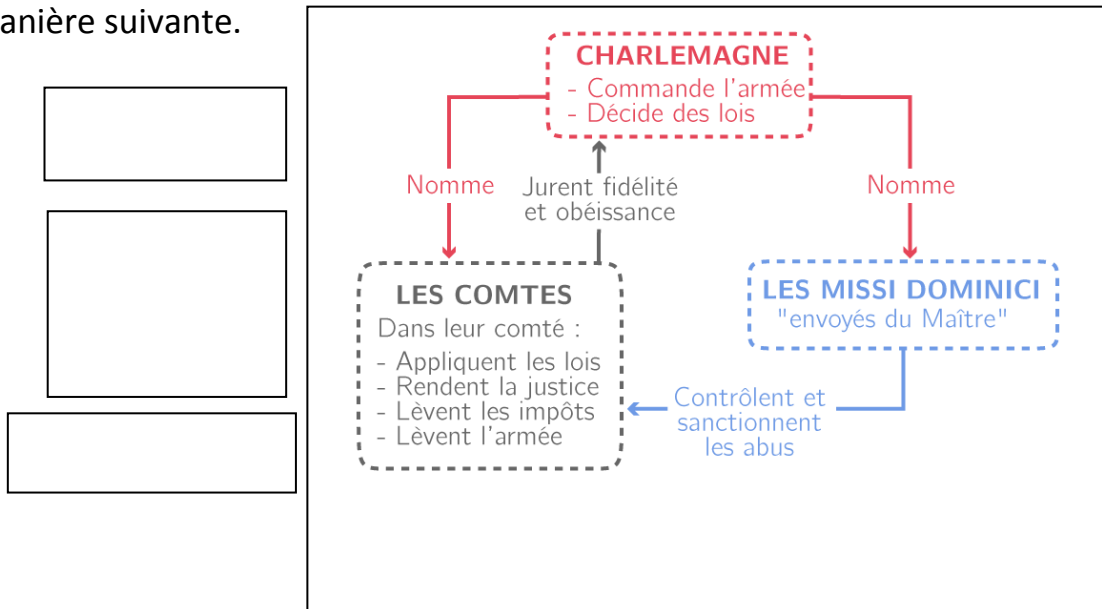 anière suivante.
CHARLEMAGNE
- Commande l'armée
- Décide des lois
Nomme
Jurent fidélité
et obéissance
Nomme
LES COMTES
Dans leur comté :
- Appliquent les lois
- Rendent la justice
- Lèvent les impôts
- Lèvent l'armée
LES MISSI DOMINICI
"envoyés du Maître"
Contrôlent et
sanctionnent
les abus